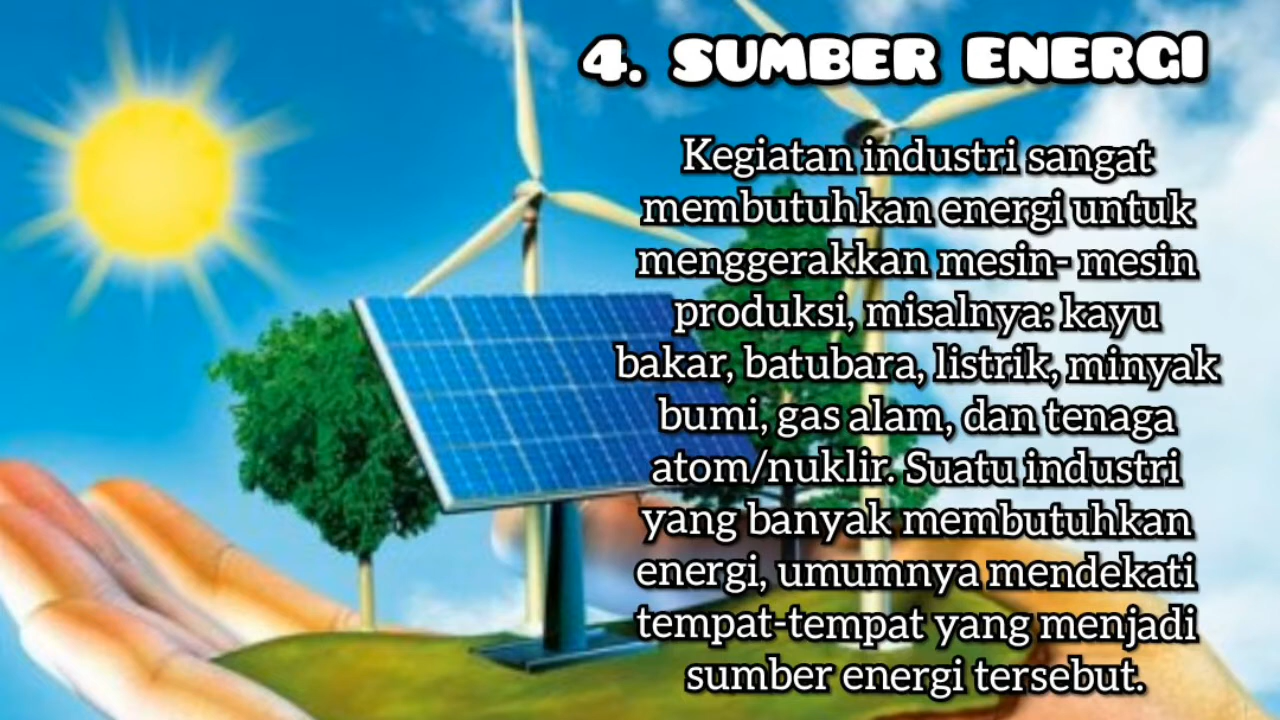 4. SUMBER ENERGI
Kegiatan industri sangat
membutuhkan energi untuk
menggerakkan mesin- mesin
produksi, misalnya: kayu
bakar, batubara, listrik, minyak
bumi, gas alam, dan tenaga
atom/nuklir. Suatu industri
yang banyak membutuhkan
energi, umumnya mendekati
tempat-tempat yang menjadi
sumber energi tersebut.